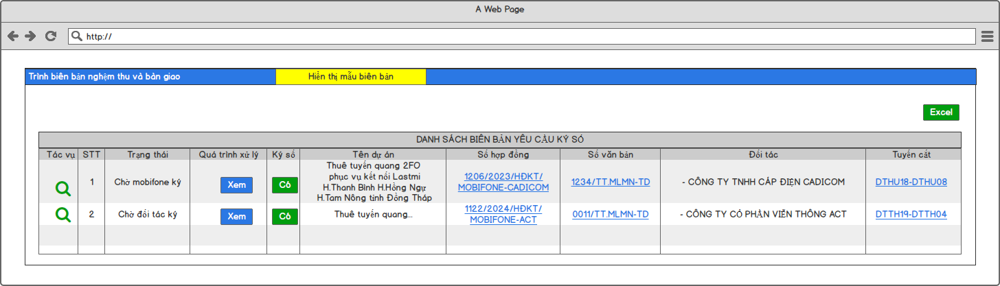 A Web Page
http://
Trình biên bản nghệm thu và bàn giao
Hiển thị mẫu biên bản
Excel
DANH SÁCH BIÊN BẢN YÊU CẦU KÝ SỐ
Tác vụ STT Trạng thái Quá trình xử lý Ký số Tên dự án Số hợp đồng Số văn bản Đối tác Tuyến cắt
1 Chờ mobifone ký Xem Có
Thuê tuyến quang 2FO
phục vụ kết nối Lastmi
H.Thanh Bình H.Hồng Ngự
H.Tam Nông tỉnh Đồng Tháp
1206/2023/HĐKT/
MOBIFONE-CADICOM
1234/TT.MLMN-TD
- CÔNG TY TNHH CÁP ĐIỆN CADICOM
DTHU18-DTHU08
2 Chờ đối tác ký Xem Có
Thuê tuyến quang...
1122/2024/HĐKT/
MOBIFONE-ACT
0011/TT.MLMN-TD
- CÔNG TY CỔ PHẦN VIỄN THÔNG ACT
DTTH19-DTTH04